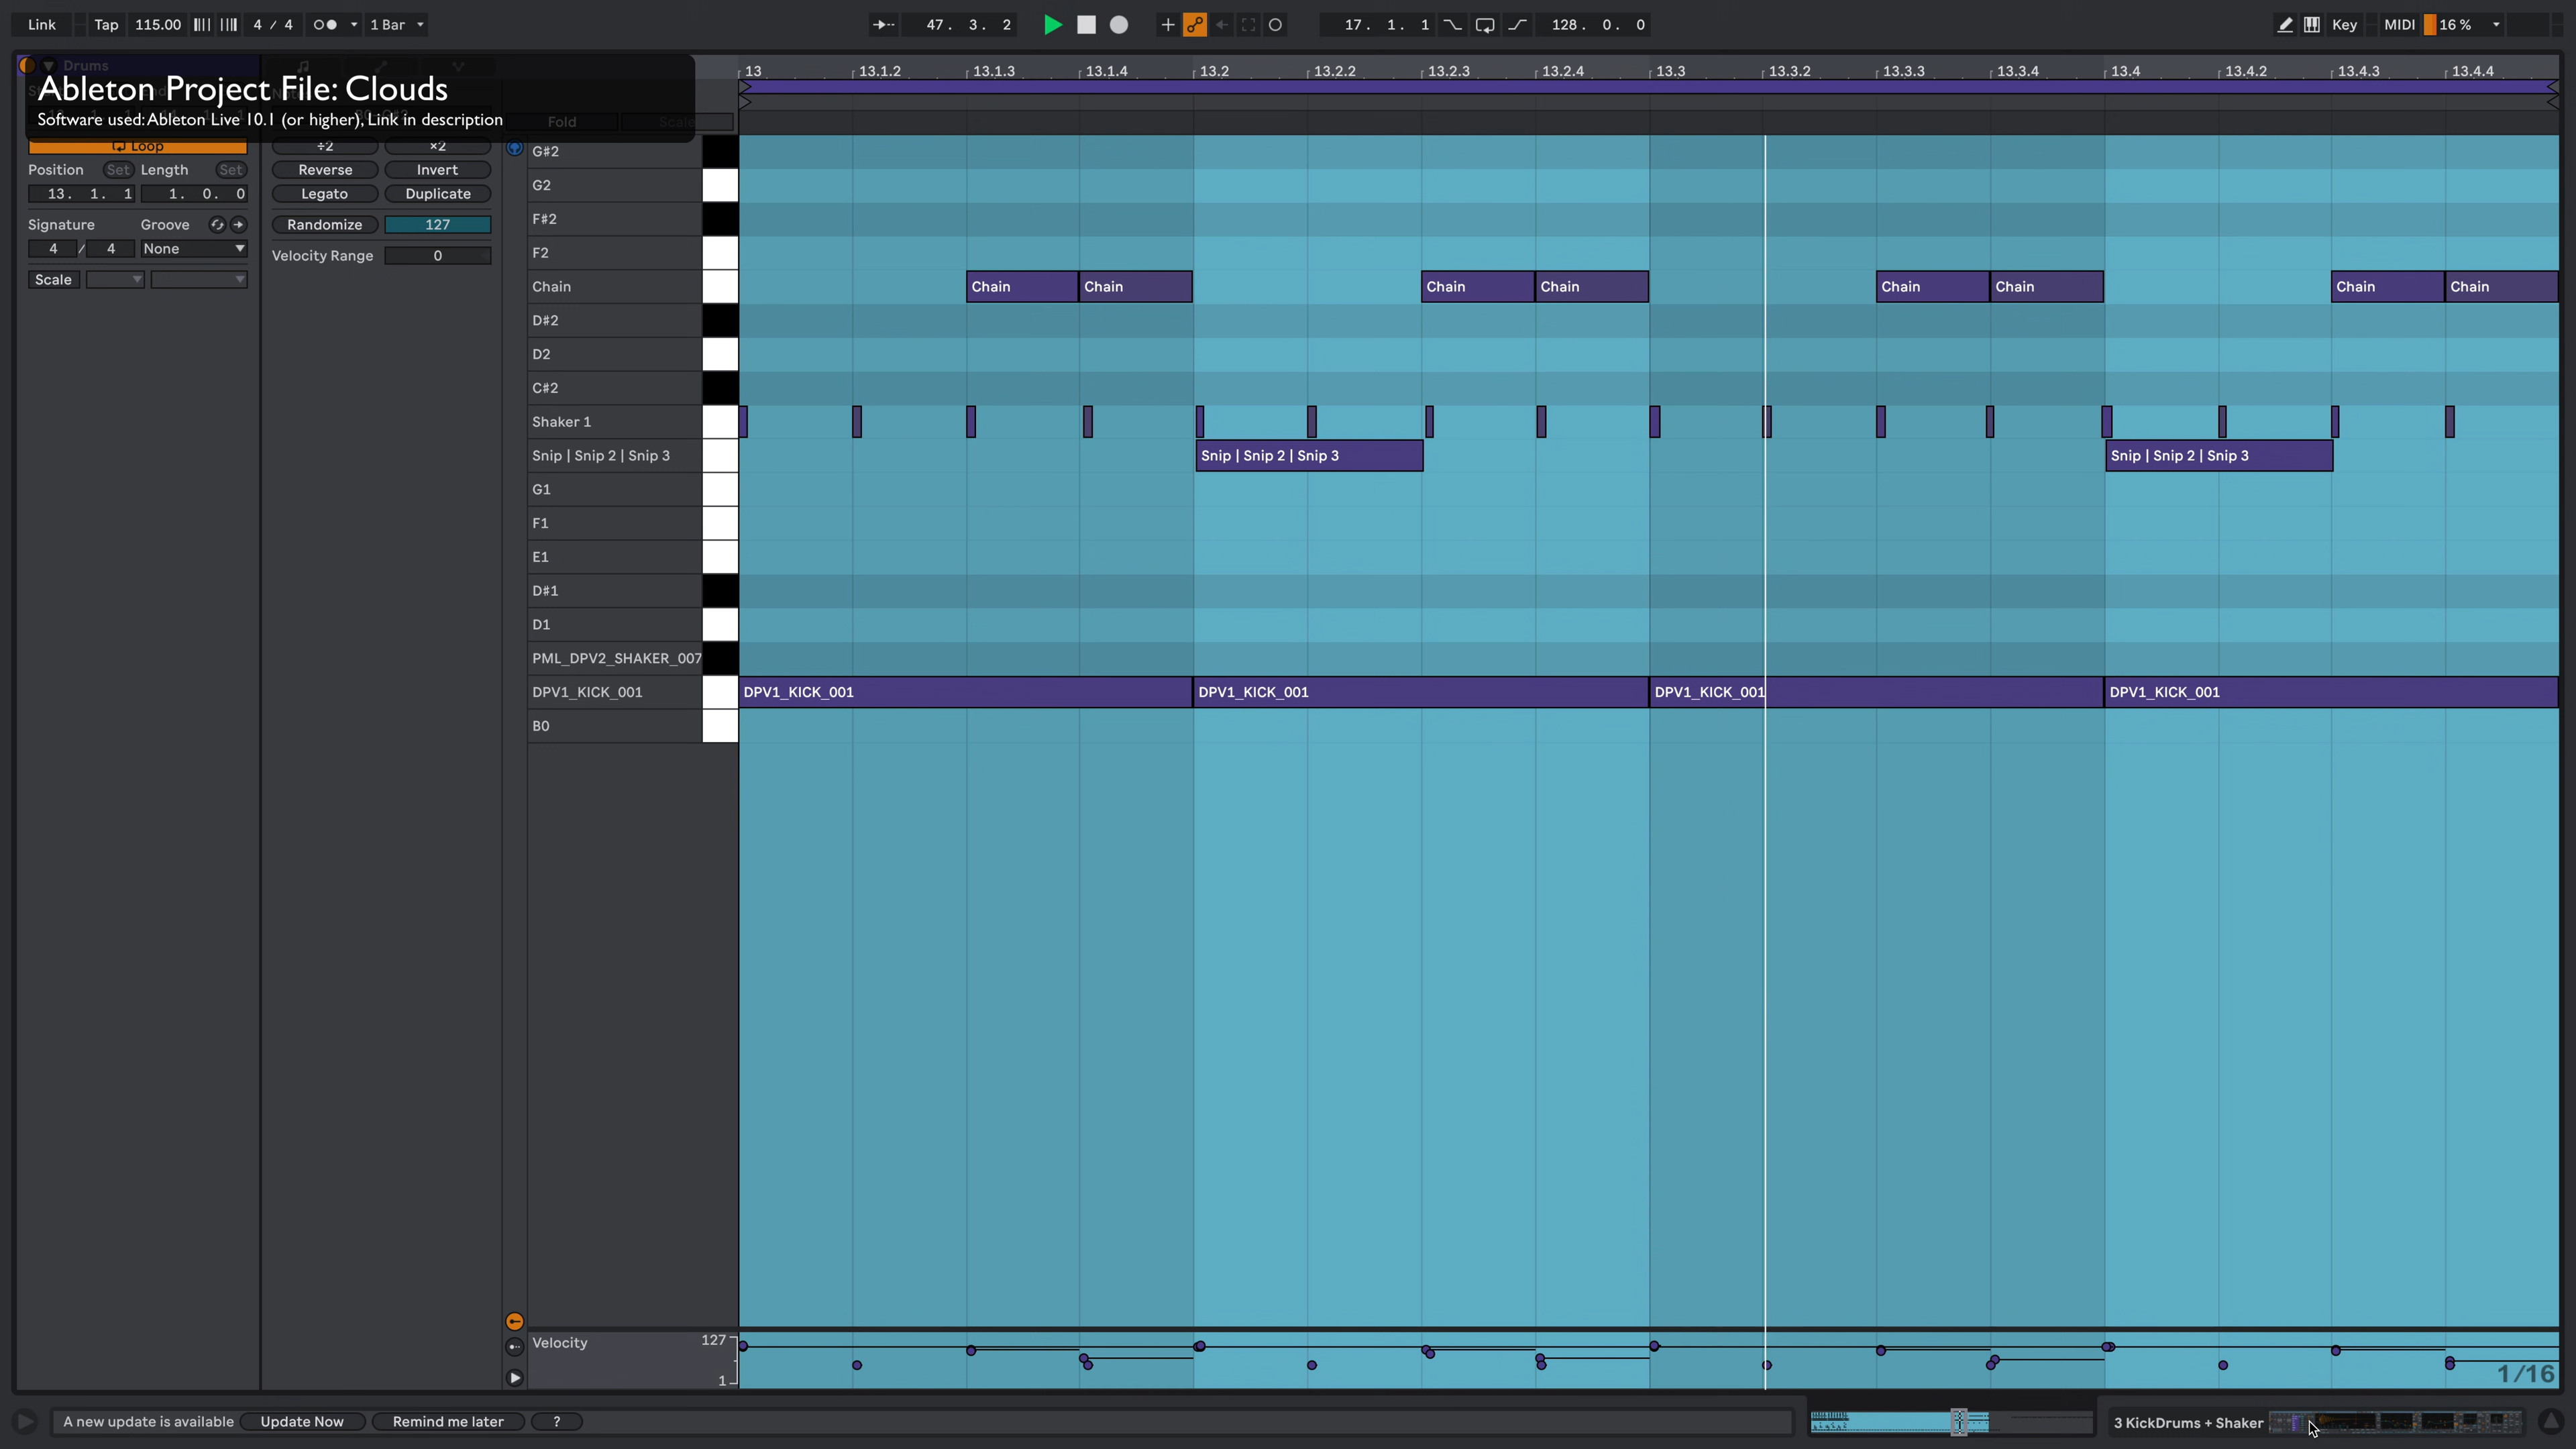 Link Tap 115.00 4 / 4 1 Bar 47. 3. 2 17. 1. 1 128. 0. 0 Key MIDI 16 %
Drums
Ableton Project File: Clouds
Software used: Ableton Live 10.1 (or higher), Link in description
Fold Scale
Loop ÷2 ×2
Position Set Length Set Reverse Invert
13. 1. 1 1. 0. 0 Legato Duplicate
Signature Groove Randomize 127
4 / 4 None Velocity Range 0
Scale
13 13.1.2 13.1.3 13.1.4 13.2 13.2.2 13.2.3 13.2.4 13.3 13.3.2 13.3.3 13.3.4 13.4 13.4.2 13.4.3 13.4.4
G#2
G2
F#2
F2
Chain Chain Chain Chain Chain Chain Chain Chain Chain
D#2
D2
C#2
Shaker 1
Snip | Snip 2 | Snip 3 Snip | Snip 2 | Snip 3 Snip | Snip 2 | Snip 3
G1
F1
E1
D#1
D1
PML_DPV2_SHAKER_007
DPV1_KICK_001 DPV1_KICK_001 DPV1_KICK_001 DPV1_KICK_001 DPV1_KICK_001
B0
Velocity 127
1 1/16
A new update is available Update Now Remind me later ? 3 KickDrums + Shaker